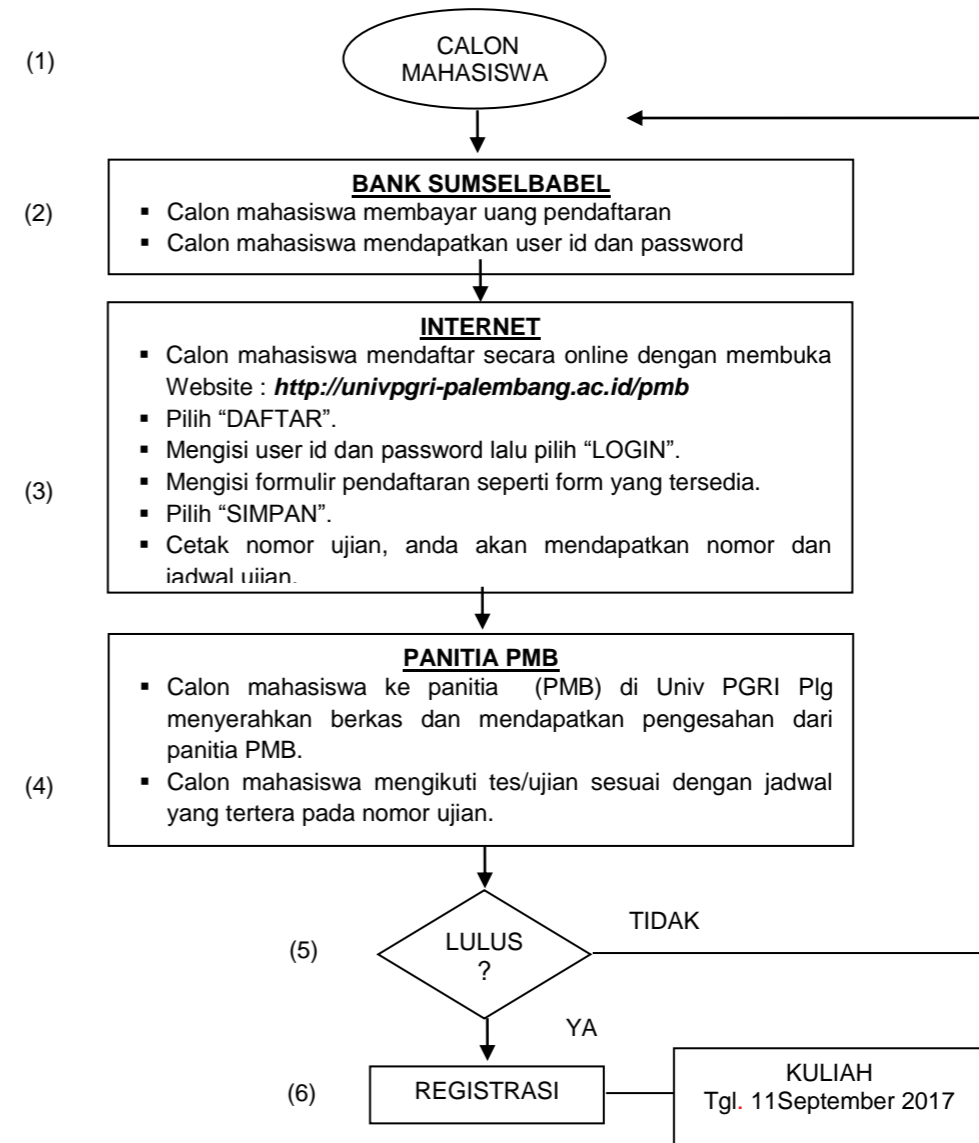 (1)
CALON
MAHASISWA
(2)
BANK SUMSELBABEL
▪ Calon mahasiswa membayar uang pendaftaran
▪ Calon mahasiswa mendapatkan user id dan password
(3)
INTERNET
▪ Calon mahasiswa mendaftar secara online dengan membuka
Website : http://univpgri-palembang.ac.id/pmb
▪ Pilih “DAFTAR”.
▪ Mengisi user id dan password lalu pilih “LOGIN”.
▪ Mengisi formulir pendaftaran seperti form yang tersedia.
▪ Pilih “SIMPAN”.
▪ Cetak nomor ujian, anda akan mendapatkan nomor dan
jadwal ujian.
(4)
PANITIA PMB
▪ Calon mahasiswa ke panitia (PMB) di Univ PGRI Plg
menyerahkan berkas dan mendapatkan pengesahan dari
panitia PMB.
▪ Calon mahasiswa mengikuti tes/ujian sesuai dengan jadwal
yang tertera pada nomor ujian.
(5)
LULUS
?
TIDAK
YA
(6)
REGISTRASI
KULIAH
Tgl. 11September 2017